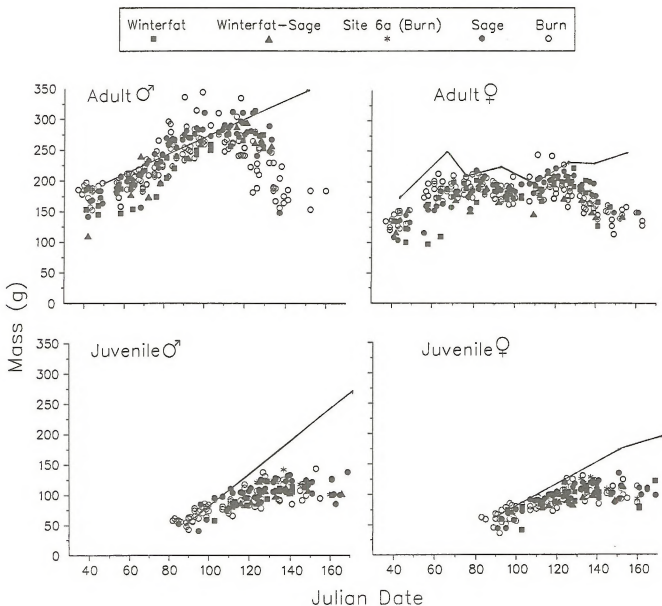 Winterfat Winterfat-Sage Site 6a (Burn) Sage Burn
Adult ♂
Adult ♀
350
300
250
200
150
100
50
0
Juvenile ♂
Juvenile ♀
350
300
250
200
150
100
50
0
Mass (g)
40 60 80 100 120 140 160 40 60 80 100 120 140 160
Julian Date